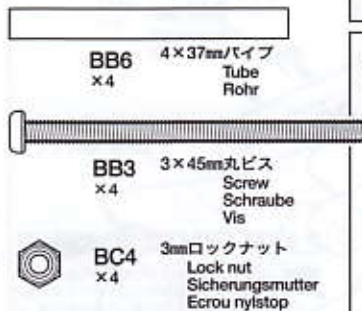 BB6 4×37㎜パイプ
×4 Tube
Rohr
BB3 3×45㎜丸ビス
×4 Screw
Schraube
Vis
BC4 3㎜ロックナット
×4 Lock nut
Sicherungsmutter
Ecrou nylstop